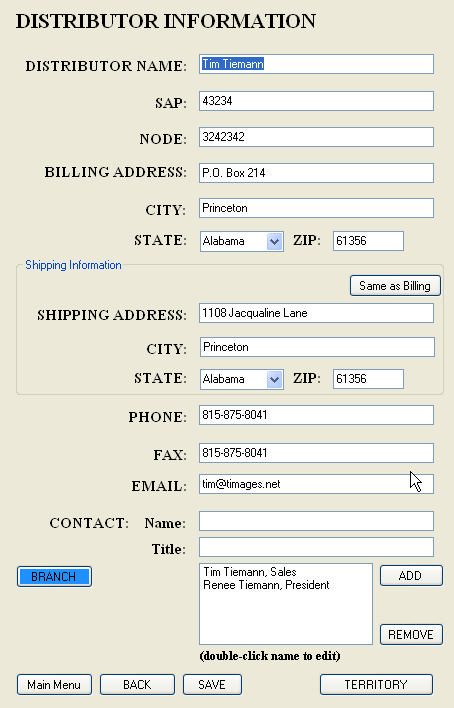 DISTRIBUTOR INFORMATION
DISTRIBUTOR NAME: Tim Tiemann
SAP: 43234
NODE: 3242342
BILLING ADDRESS: P.O. Box 214
CITY: Princeton
STATE: Alabama ZIP: 61356
Shipping Information
Same as Billing
SHIPPING ADDRESS: 1108 Jacqualine Lane
CITY: Princeton
STATE: Alabama ZIP: 61356
PHONE: 815-875-8041
FAX: 815-875-8041
EMAIL: tim@timages.net
CONTACT: Name:
Title:
BRANCH
Tim Tiemann, Sales
Renee Tiemann, President
ADD
REMOVE
(double-click name to edit)
Main Menu BACK SAVE TERRITORY